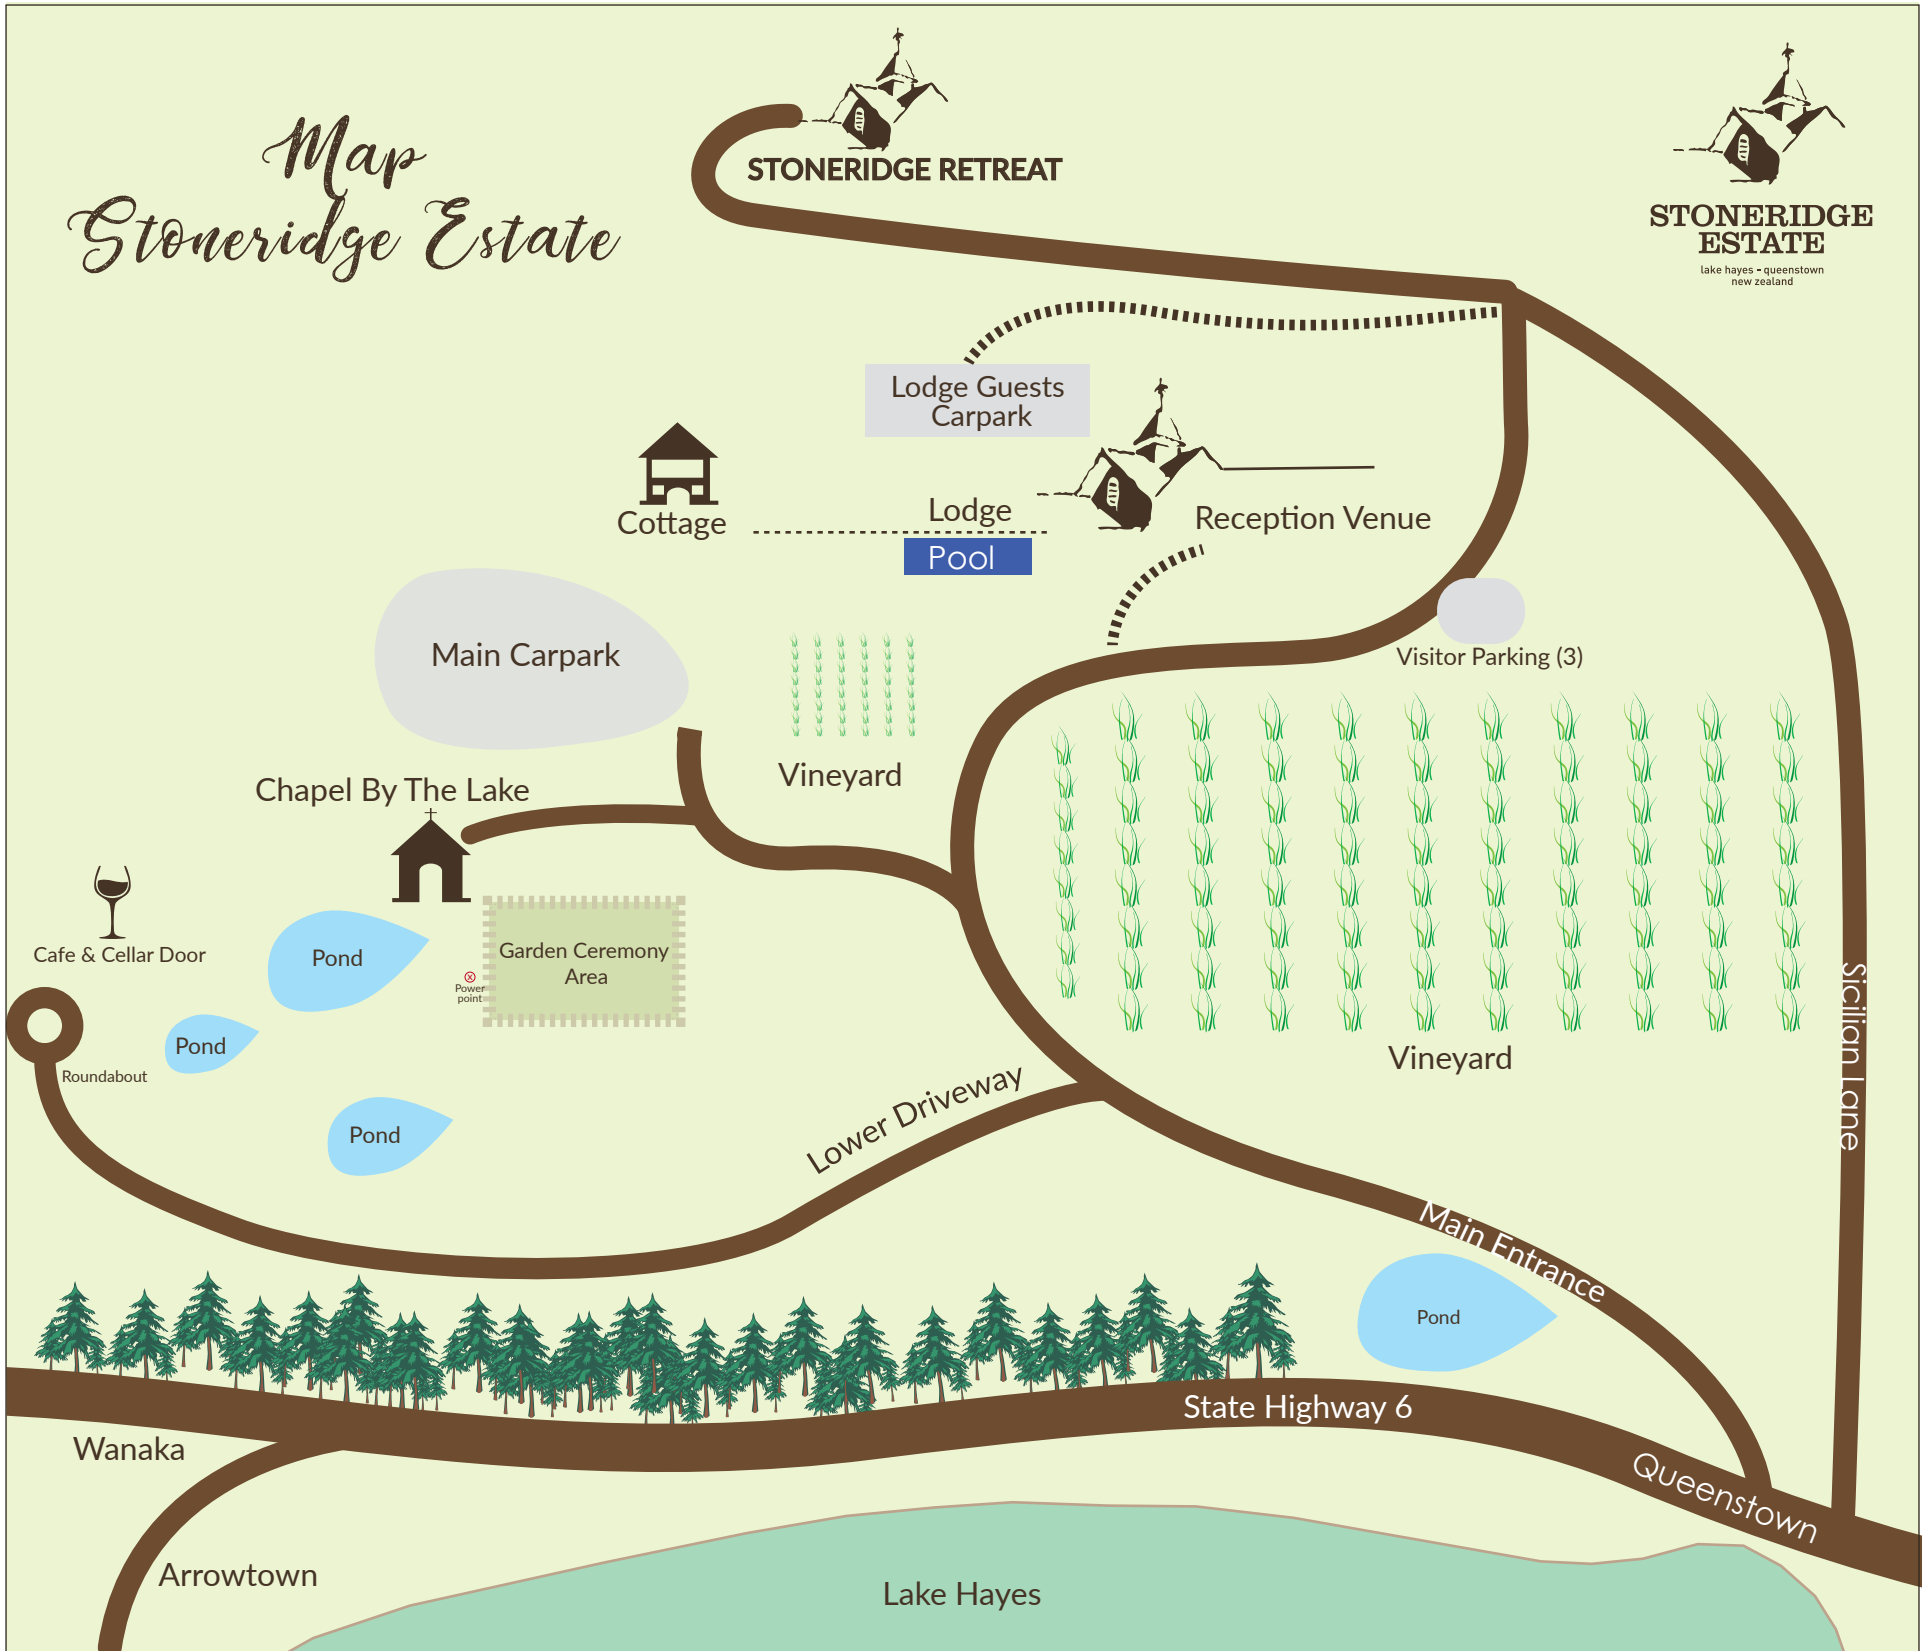 Map
Stoneridge Estate
STONERIDGE RETREAT
STONERIDGE
ESTATE
lake hayes - queenstown
new zealand
Lodge Guests
Carpark
Cottage
Lodge
Pool
Reception Venue
Main Carpark
Visitor Parking (3)
Vineyard
Chapel By The Lake
Cafe & Cellar Door
Pond
Garden Ceremony
Area
Power
point
Pond
Roundabout
Pond
Vineyard
Sicilian Lane
Lower Driveway
Main Entrance
Pond
State Highway 6
Wanaka
Queenstown
Arrowtown
Lake Hayes